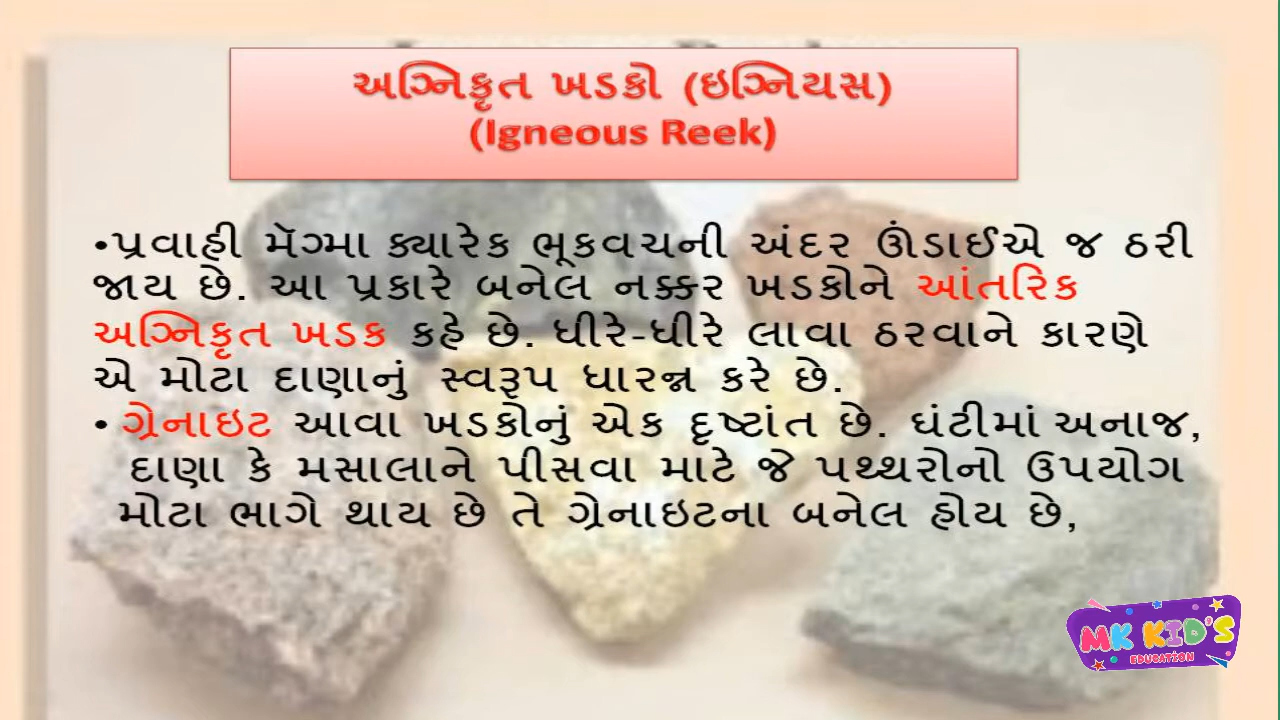 અગ્નિકૃત ખડકો (ઇગ્નિયસ)
(Igneous Reek)
•પ્રવાહી મૅગ્મા ક્યારેક ભૂકવચની અંદર ઊંડાઈએ જ ઠરી
જાય છે. આ પ્રકારે બનેલ નક્કર ખડકોને આંતરિક
અગ્નિકૃત ખડક કહે છે. ધીરે-ધીરે લાવા ઠરવાને કારણે
એ મોટા દાણાનું સ્વરૂપ ધારન્ન કરે છે.
• ગ્રેનાઇટ આવા ખડકોનું એક દૃષ્ટાંત છે. ઘંટીમાં અનાજ,
દાણા કે મસાલાને પીસવા માટે જે પથ્થરોનો ઉપયોગ
મોટા ભાગે થાય છે તે ગ્રેનાઇટના બનેલ હોય છે,
MK KID'S
EDUCATION